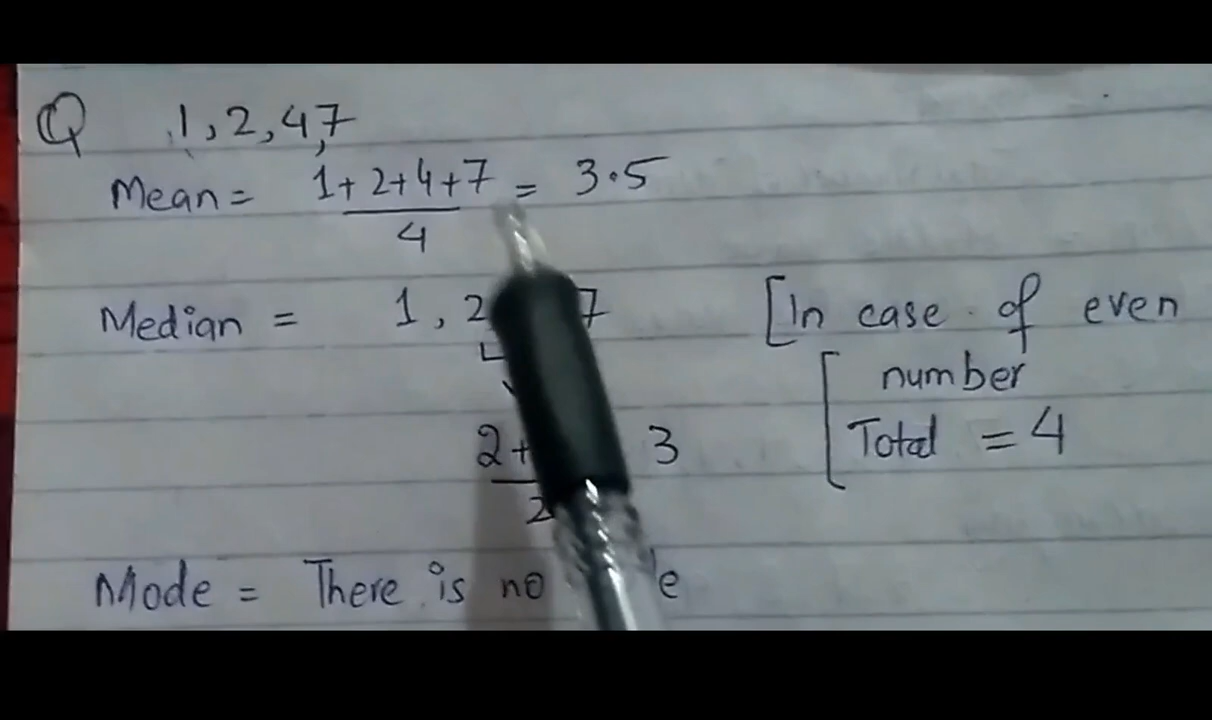 Q 1,2,4,7
Mean = 1+2+4+7 = 3.5
4
Median = 1, 2 7 [In case of even
number
2+ 3 Total = 4
2
Mode = There is no